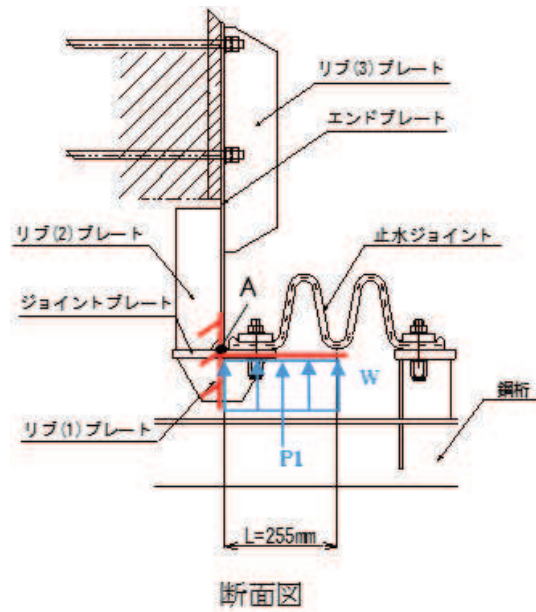 リブ(3)プレート
エンドプレート
リブ(2)プレート
止水ジョイント
A
ジョイントプレート
W
鋼桁
リブ(1)プレート
P1
L=255mm
断面図